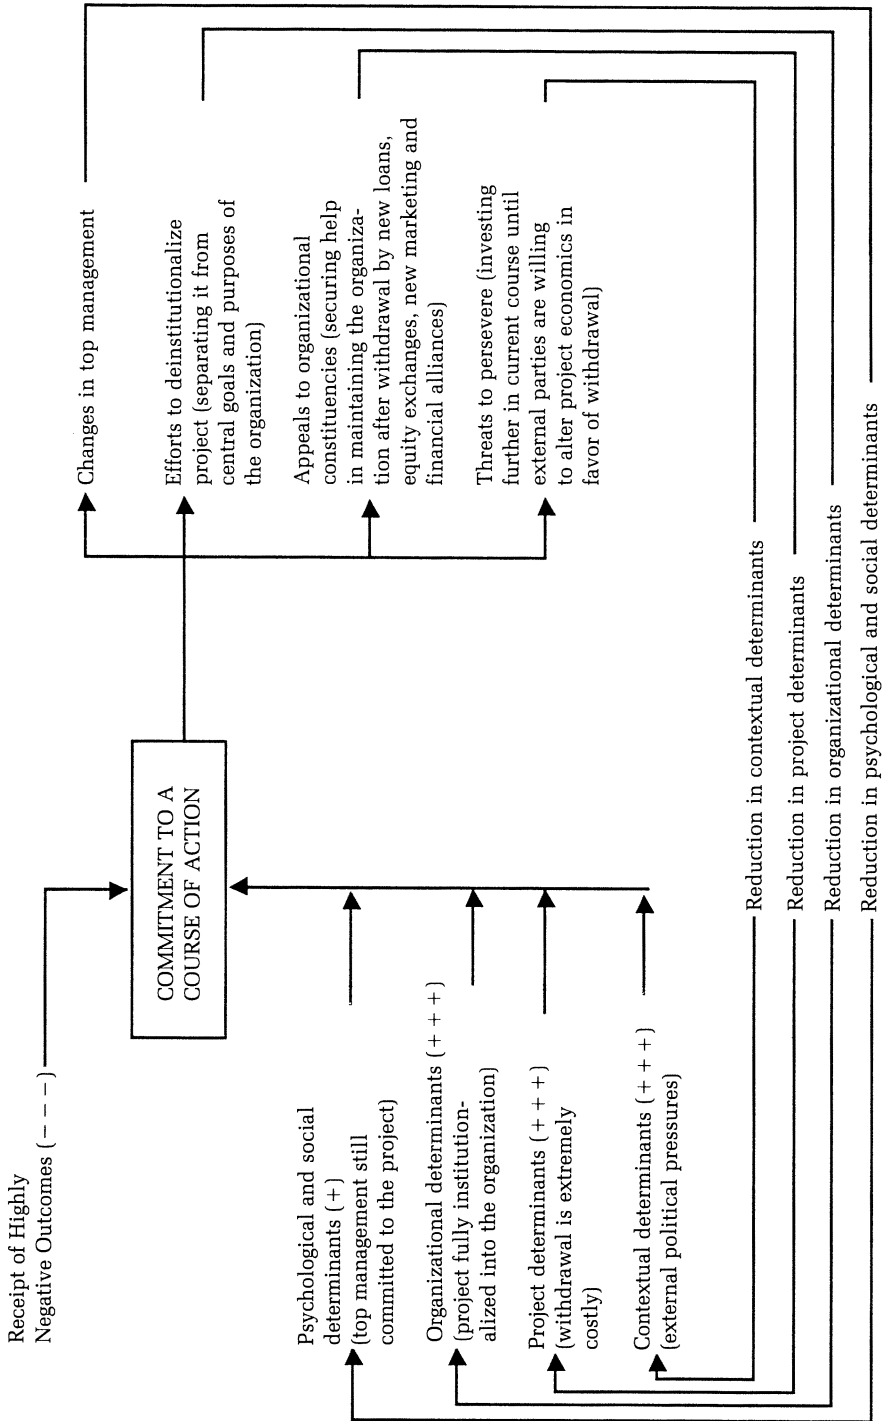 Receipt of Highly
Negative Outcomes (− − −)
COMMITMENT TO A
COURSE OF ACTION
Psychological and social
determinants (+)
(top management still
committed to the project)
Organizational determinants (+ + +)
(project fully institution-
alized into the organization)
Project determinants (+ + +)
(withdrawal is extremely
costly)
Contextual determinants (+ + +)
(external political pressures)
Changes in top management
Efforts to deinstitutionalize
project (separating it from
central goals and purposes of
the organization)
Appeals to organizational
constituencies (securing help
in maintaining the organiza-
tion after withdrawal by new loans,
equity exchanges, new marketing and
financial alliances)
Threats to persevere (investing
further in current course until
external parties are willing
to alter project economics in
favor of withdrawal)
Reduction in contextual determinants
Reduction in project determinants
Reduction in organizational determinants
Reduction in psychological and social determinants